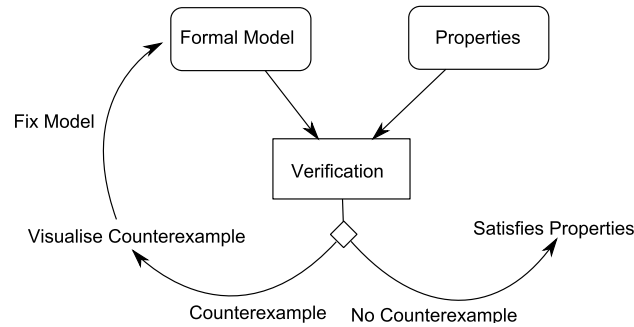 Formal Model
Properties
Fix Model
Verification
Visualise Counterexample
Satisfies Properties
Counterexample
No Counterexample